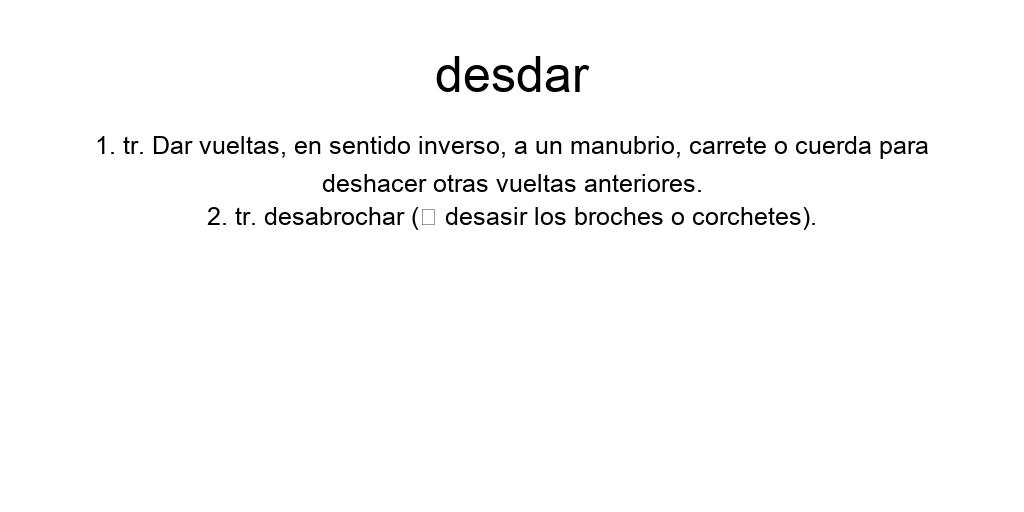 desdar
1. tr. Dar vueltas, en sentido inverso, a un manubrio, carrete o cuerda para
deshacer otras vueltas anteriores.
2. tr. desabrochar (□ desasir los broches o corchetes).